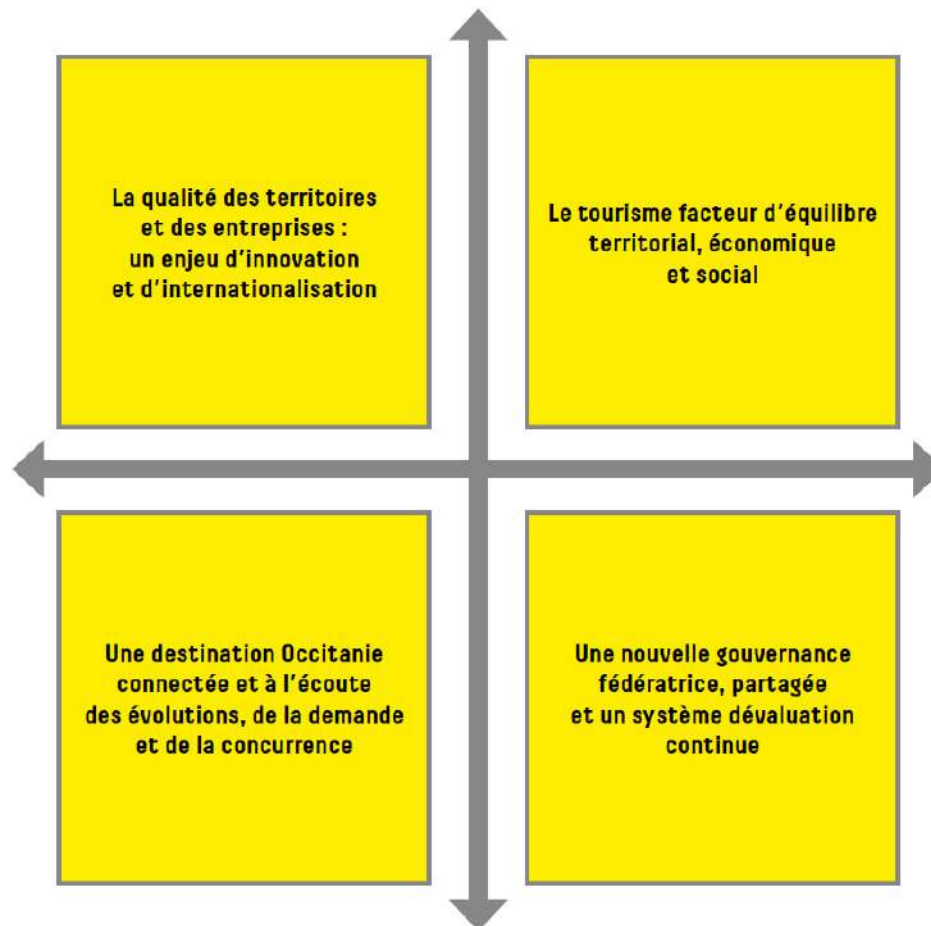 La qualité des territoires
et des entreprises :
un enjeu d'innovation
et d'internationalisation
Le tourisme facteur d'équilibre
territorial, économique
et social
Une destination Occitanie
connectée et à l'écoute
des évolutions, de la demande
et de la concurrence
Une nouvelle gouvernance
fédératrice, partagée
et un système dévaluation
continue